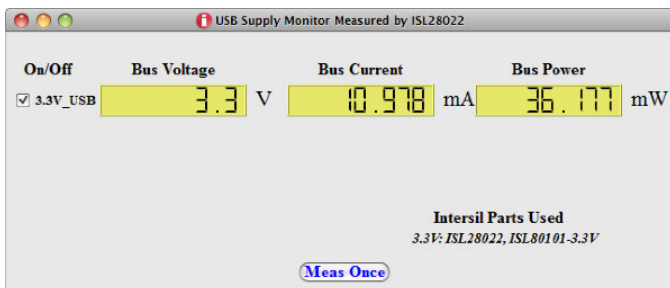 USB Supply Monitor Measured by ISL28022
On/Off Bus Voltage Bus Current Bus Power
3.3V_USB 3.3 V 10.978 mA 36.177 mW
Intersil Parts Used
3.3V: ISL28022, ISL80101-3.3V
Meas Once